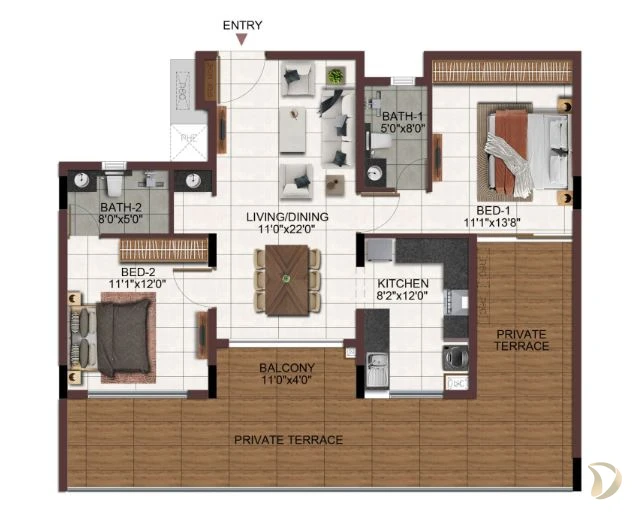 ENTRY
BATH-1
5'0"x8'0"
BATH-2
8'0"x5'0"
LIVING/DINING
11'0"x22'0"
BED-1
11'1"x13'8"
BED-2
11'1"x12'0"
KITCHEN
8'2"x12'0"
PRIVATE
TERRACE
BALCONY
11'0"x4'0"
PRIVATE TERRACE